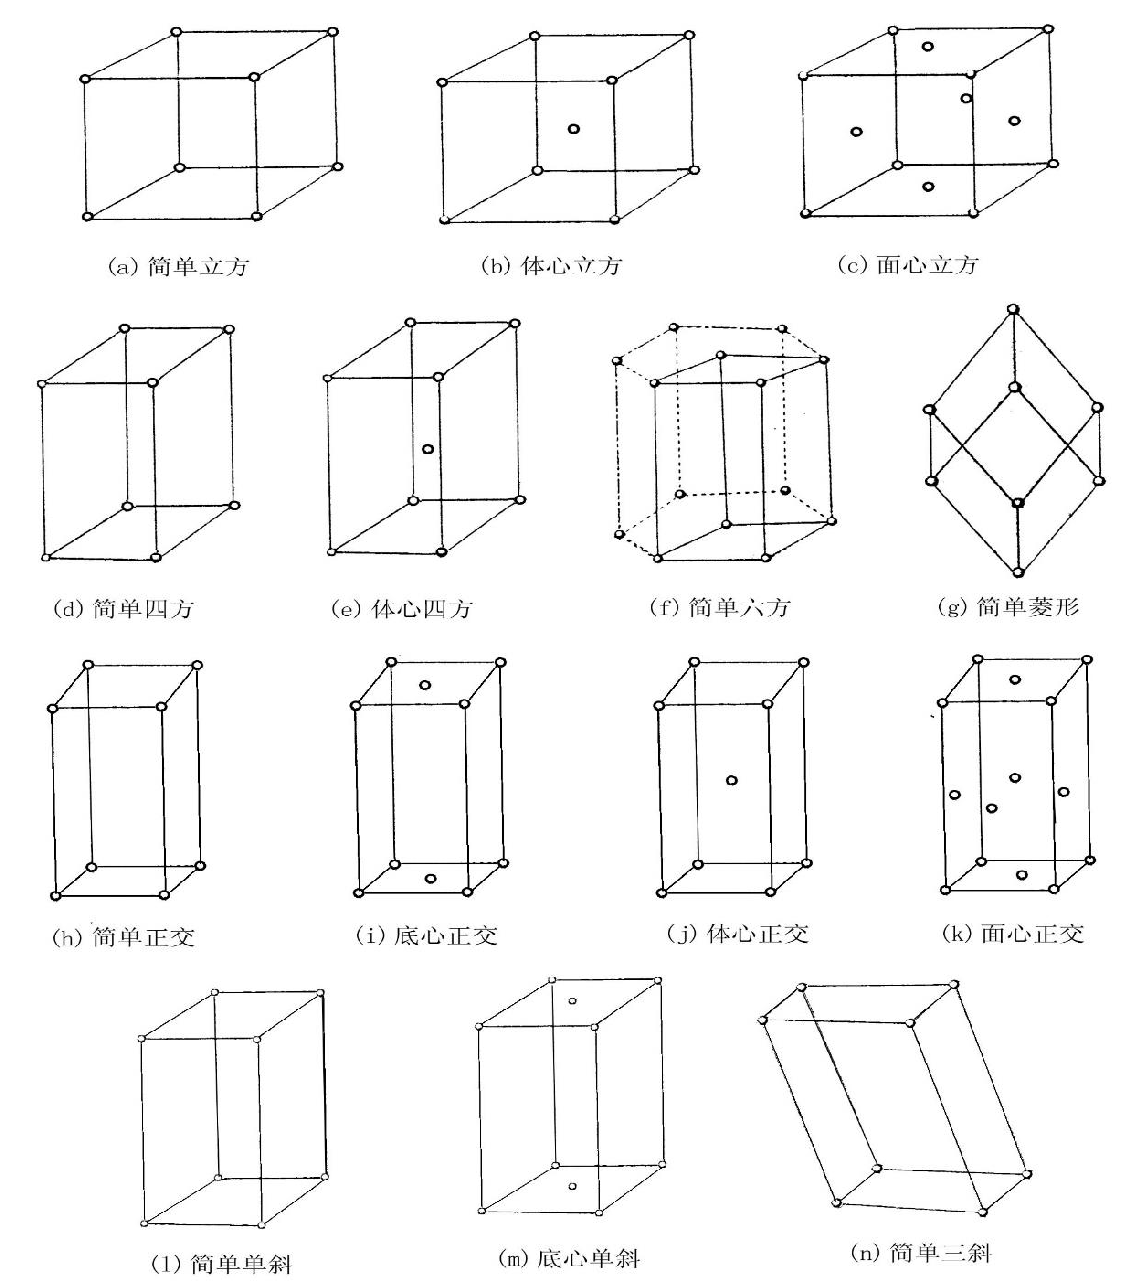 (a) 简单立方
(b) 体心立方
(c) 面心立方
(d) 简单四方
(e) 体心四方
(f) 简单六方
(g) 简单菱形
(h) 简单正交
(i) 底心正交
(j) 体心正交
(k) 面心正交
(l) 简单单斜
(m) 底心单斜
(n) 简单三斜